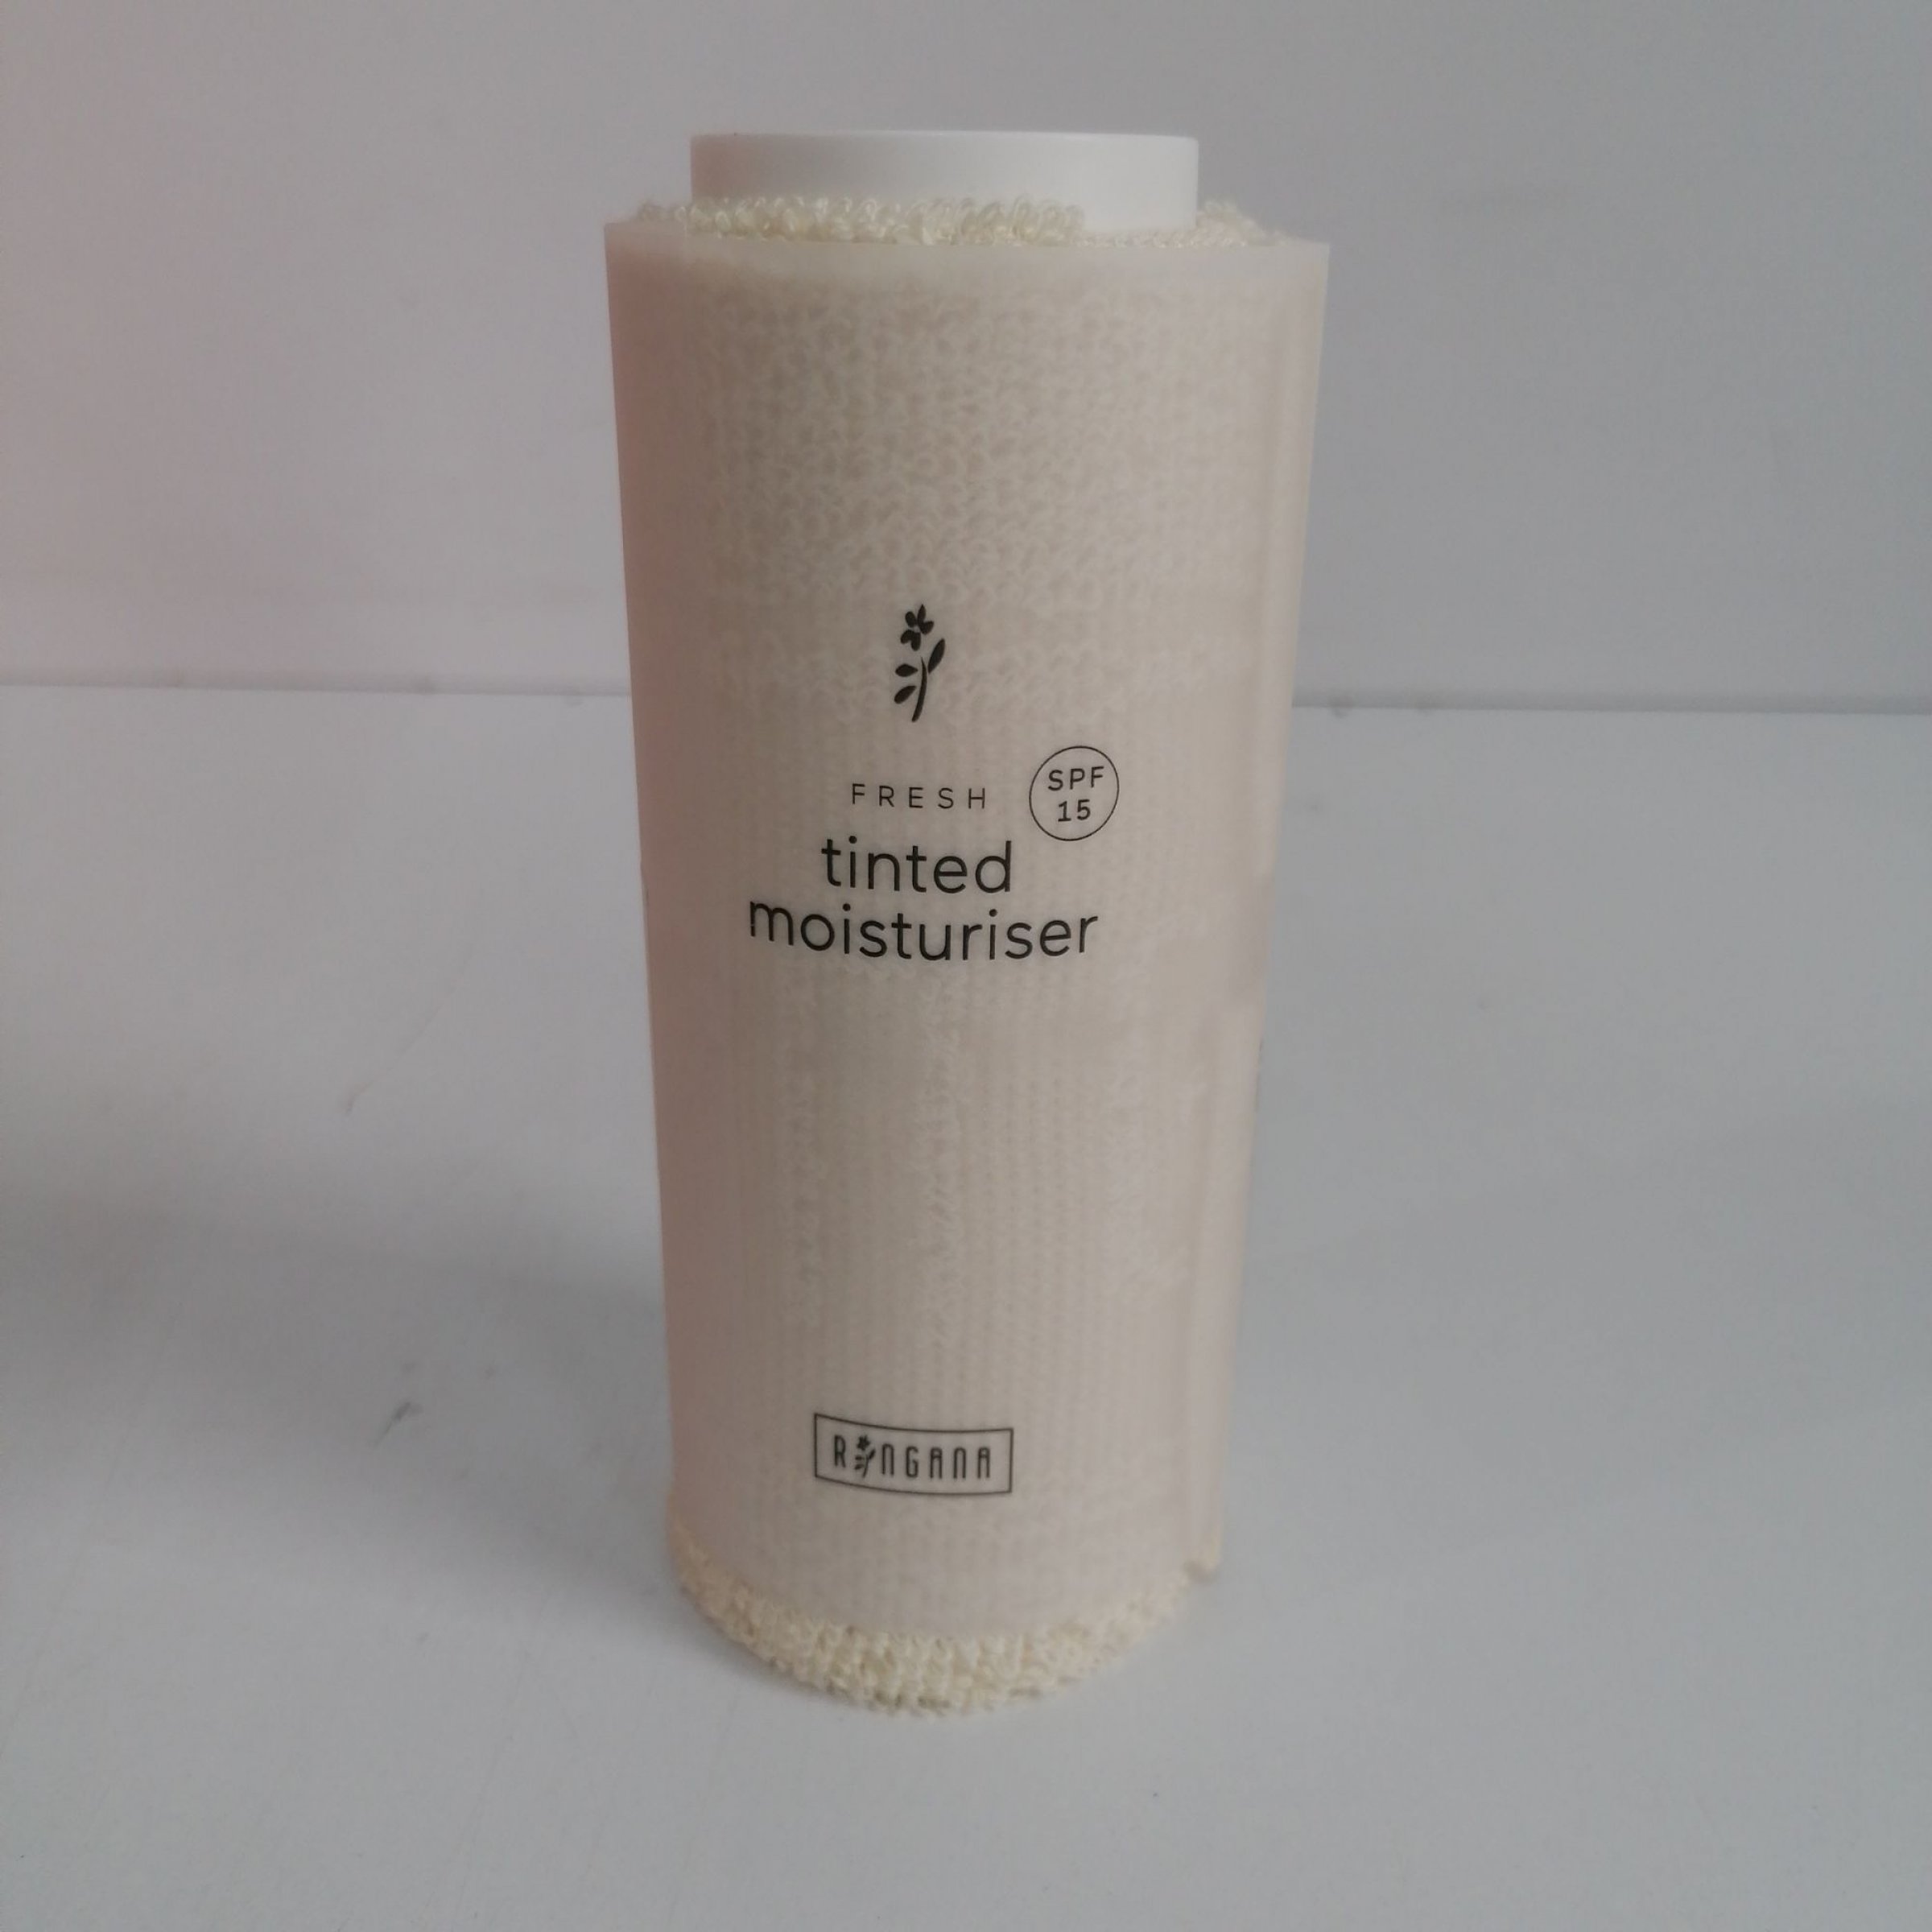 FRESH
SPF
15
tinted
moisturiser
RINGANA